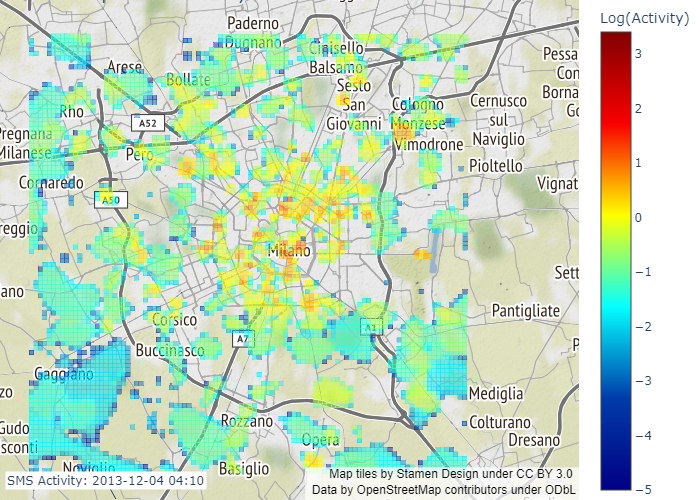 Log(Activity)
Paderno
Dugnano
Cinisello
Balsamo
Arese
Bollate
Sesto
San
Giovanni
Cologno
Monzese
Cernusco
sul
Naviglio
Pessa
Con
Borna
Go
Rho
A52
Pregnana
Milanese
Pero
Vimodrone
Pioltello
Cornaredo
A50
Vignat
reggio
Milano
Sett
ano
Corsico
A7
A1
Pantigliate
Buccinasco
P
Gaggiano
zo
Mediglia
Rozzano
Colturano
Gudo
sconti
Opera
Dresano
Noviglio
Basiglio
SMS Activity: 2013-12-04 04:10
Map tiles by Stamen Design under CC BY 3.0
Data by OpenStreetMap contributors under ODbL
3
2
1
0
−1
−2
−3
−4
−5